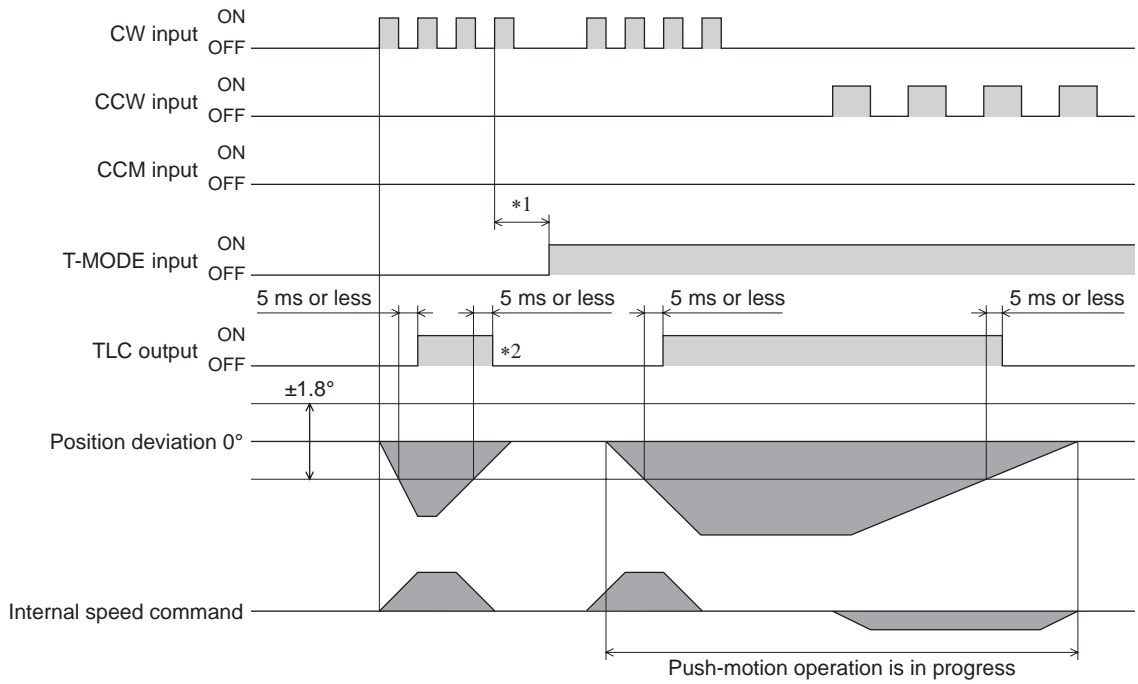 CW input ON
OFF
CCW input ON
OFF
CCM input ON
OFF
*1
T-MODE input ON
OFF
5 ms or less 5 ms or less 5 ms or less 5 ms or less
TLC output ON
OFF
*2
±1.8°
Position deviation 0°
Internal speed command
Push-motion operation is in progress